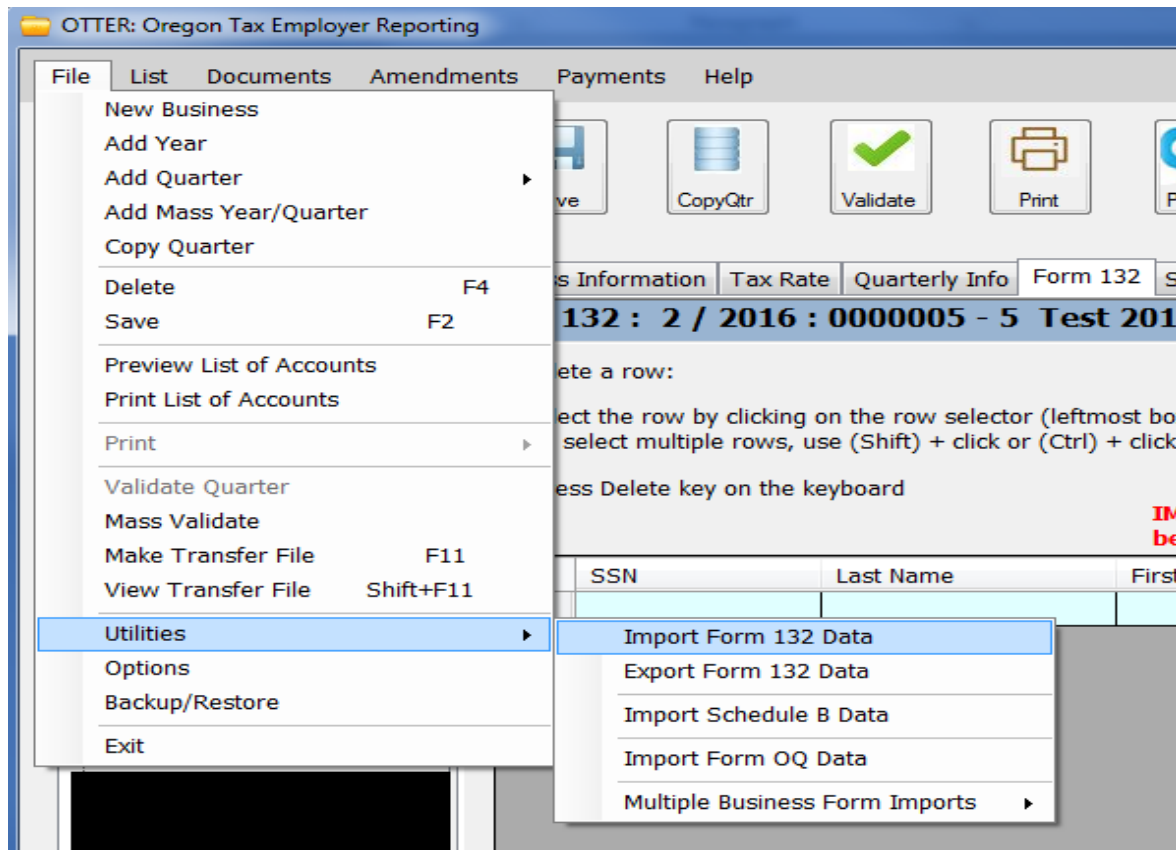 OTTER: Oregon Tax Employer Reporting
File List Documents Amendments Payments Help
New Business
Add Year
Add Quarter
Add Mass Year/Quarter
Copy Quarter
Delete F4
Save F2
Preview List of Accounts
Print List of Accounts
Print
Validate Quarter
Mass Validate
Make Transfer File F11
View Transfer File Shift+F11
Utilities
Options
Backup/Restore
Exit
ve CopyQtr Validate Print P
s Information Tax Rate Quarterly Info Form 132 S
132 : 2 / 2016 : 0000005 - 5 Test 201
ete a row:
ect the row by clicking on the row selector (leftmost bo
select multiple rows, use (Shift) + click or (Ctrl) + click
ess Delete key on the keyboard
IM
be
SSN Last Name First
Import Form 132 Data
Export Form 132 Data
Import Schedule B Data
Import Form OQ Data
Multiple Business Form Imports